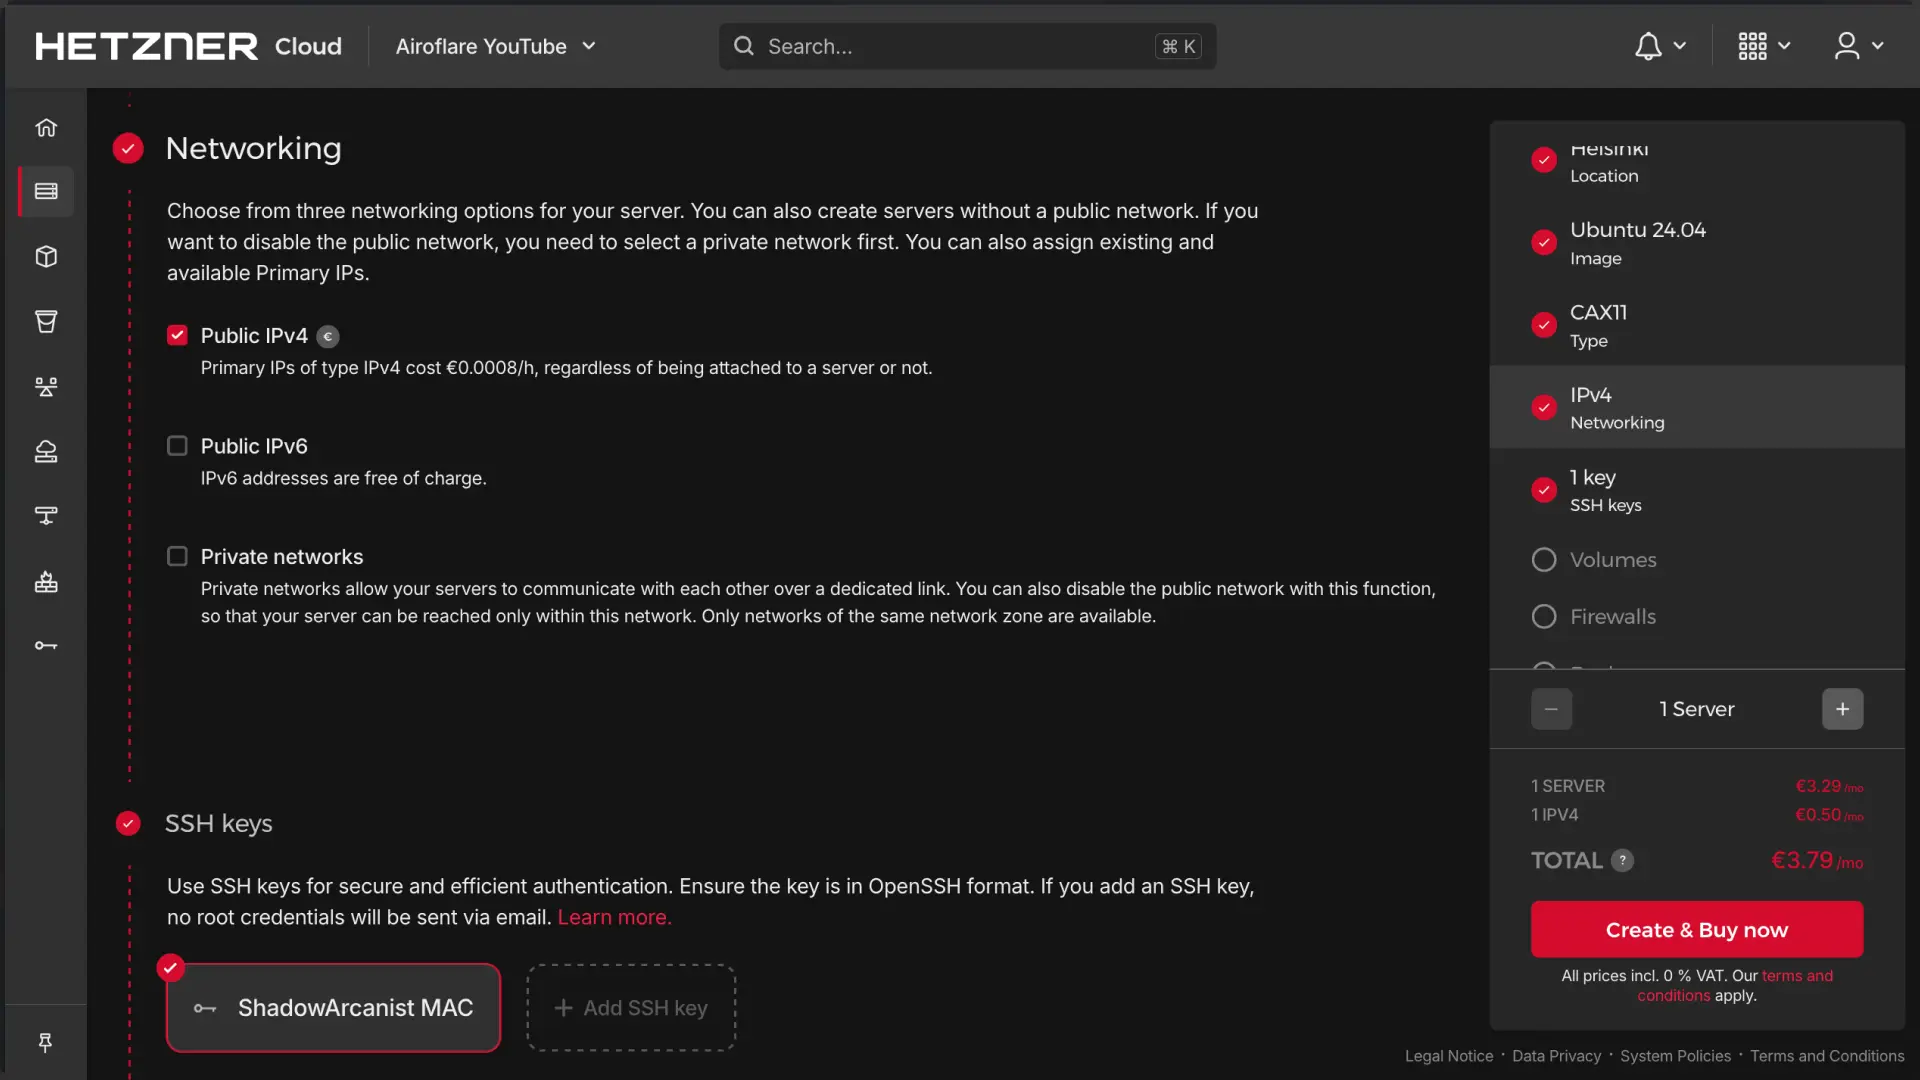 HETZNER Cloud
Airoflare YouTube
Search...
⌘ K
Networking
Choose from three networking options for your server. You can also create servers without a public network. If you
want to disable the public network, you need to select a private network first. You can also assign existing and
available Primary IPs.
Public IPv4 €
Primary IPs of type IPv4 cost €0.0008/h, regardless of being attached to a server or not.
Public IPv6
IPv6 addresses are free of charge.
Private networks
Private networks allow your servers to communicate with each other over a dedicated link. You can also disable the public network with this function,
so that your server can be reached only within this network. Only networks of the same network zone are available.
SSH keys
Use SSH keys for secure and efficient authentication. Ensure the key is in OpenSSH format. If you add an SSH key,
no root credentials will be sent via email. Learn more.
ShadowArcanist MAC
+ Add SSH key
Helsinki
Location
Ubuntu 24.04
Image
CAX11
Type
IPv4
Networking
1 key
SSH keys
Volumes
Firewalls
− 1 Server +
1 SERVER €3.29/mo
1 IPV4 €0.50/mo
TOTAL ? €3.79/mo
Create & Buy now
All prices incl. 0 % VAT. Our terms and
conditions apply.
Legal Notice · Data Privacy · System Policies · Terms and Conditions